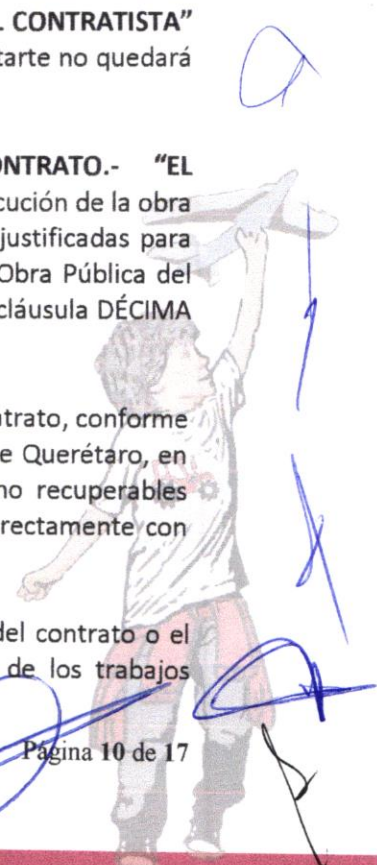 L CONTRATISTA”
tarte no quedará
ONTRATO.- “EL
cución de la obra
justificadas para
Obra Pública del
cláusula DÉCIMA
trato, conforme
e Querétaro, en
no recuperables
rectamente con
del contrato o el
de los trabajos
Página 10 de 17